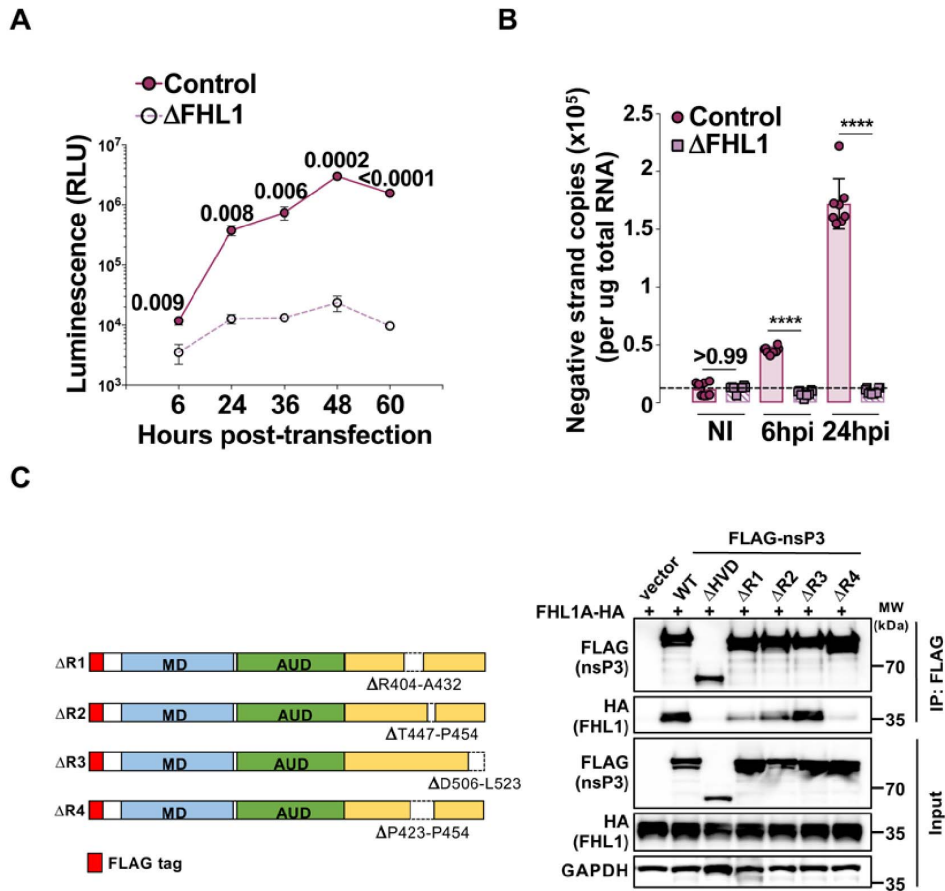 A
Control
ΔFHL1
Luminescence (RLU)
10⁷
10⁶
10⁵
10⁴
10³
0.009
0.008
0.006
0.0002
<0.0001
6 24 36 48 60
Hours post-transfection
B
Negative strand copies (x10⁵)
(per ug total RNA)
Control
ΔFHL1
2.5
2
1.5
1
0.5
0
>0.99
****
****
NI 6hpi 24hpi
C
ΔR1 MD AUD
ΔR404-A432
ΔR2 MD AUD
ΔT447-P454
ΔR3 MD AUD
ΔD506-L523
ΔR4 MD AUD
ΔP423-P454
FLAG tag
FLAG-nsP3
vector WT ΔHVD ΔR1 ΔR2 ΔR3 ΔR4
FHL1A-HA + + + + + + + MW
(kDa)
FLAG
(nsP3)
70
HA
(FHL1)
35
IP: FLAG
FLAG
(nsP3)
70
HA
(FHL1)
35
GAPDH
35
Input